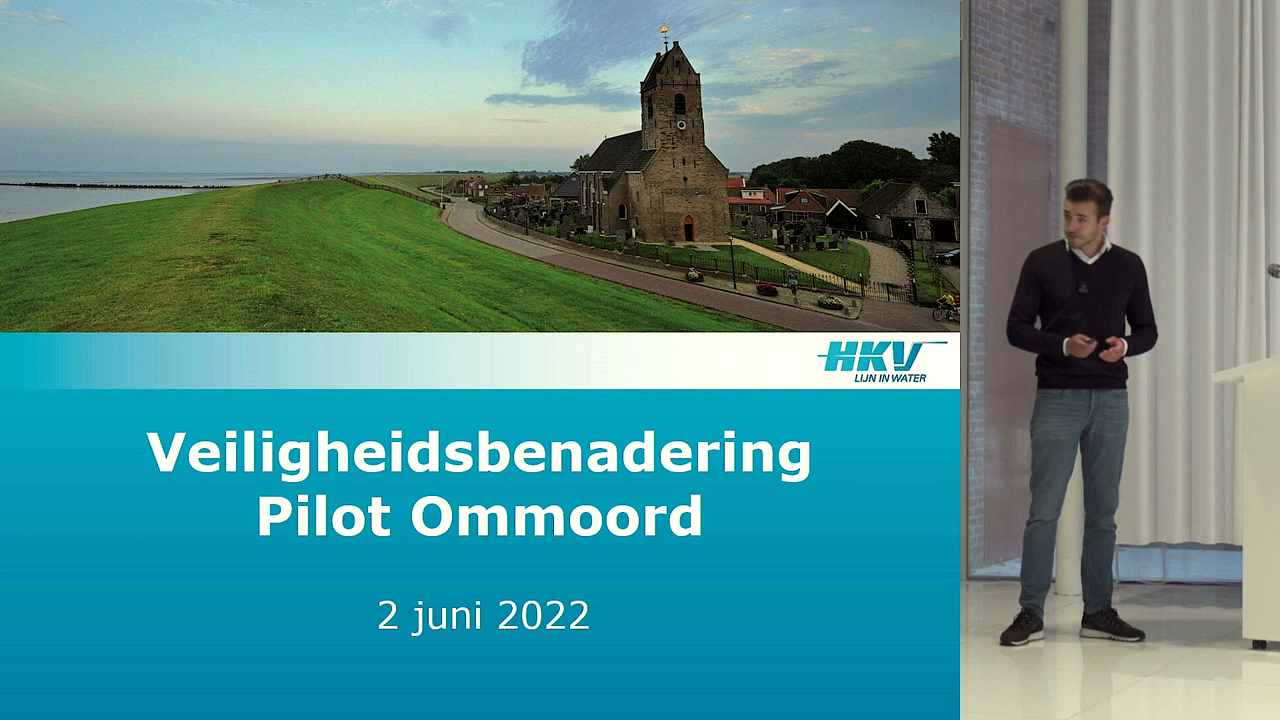 HKV
LIJN IN WATER
Veiligheidsbenadering
Pilot Ommoord
2 juni 2022